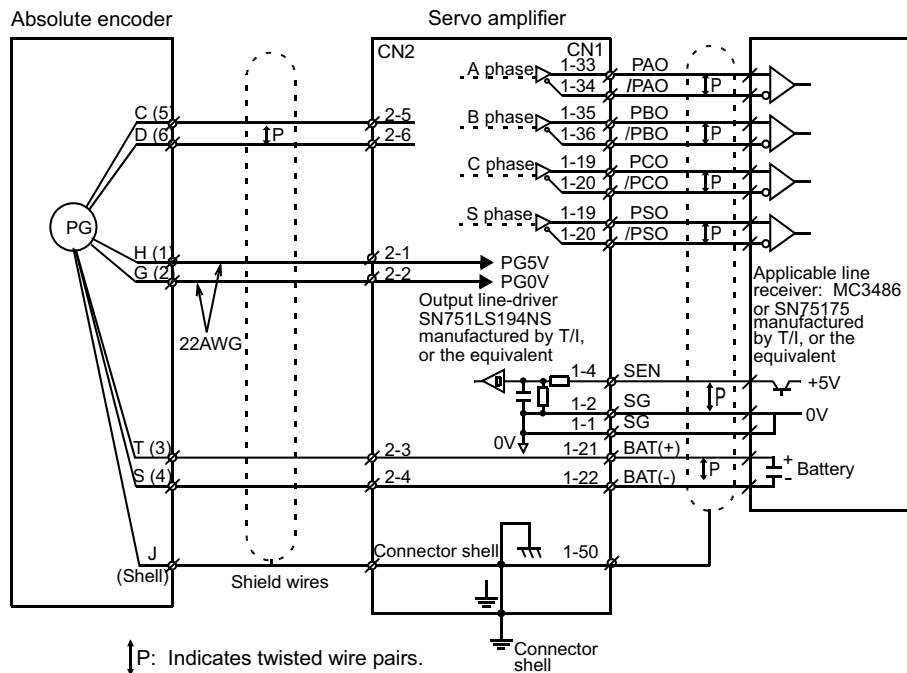 Absolute encoder
Servo amplifier
CN2
CN1
A phase
1-33
PAO
1-34
/PAO
P
C (5)
2-5
D (6)
2-6
P
B phase
1-35
PBO
1-36
/PBO
P
C phase
1-19
PCO
1-20
/PCO
P
PG
S phase
1-19
PSO
1-20
/PSO
P
H (1)
2-1
PG5V
G (2
2-2
PG0V
22AWG
Output line-driver
SN751LS194NS
manufactured by T/I,
or the equivalent
Applicable line
receiver: MC3486
or SN75175
manufactured
by T/I, or the
equivalent
1-4
SEN
+5V
P
1-2
SG
0V
1-1
SG
0V
T (3)
2-3
1-21
BAT(+)
S (4)
2-4
1-22
BAT(-)
P
+
Battery
-
J
(Shell)
Shield wires
Connector shell
1-50
Connector
shell
P: Indicates twisted wire pairs.